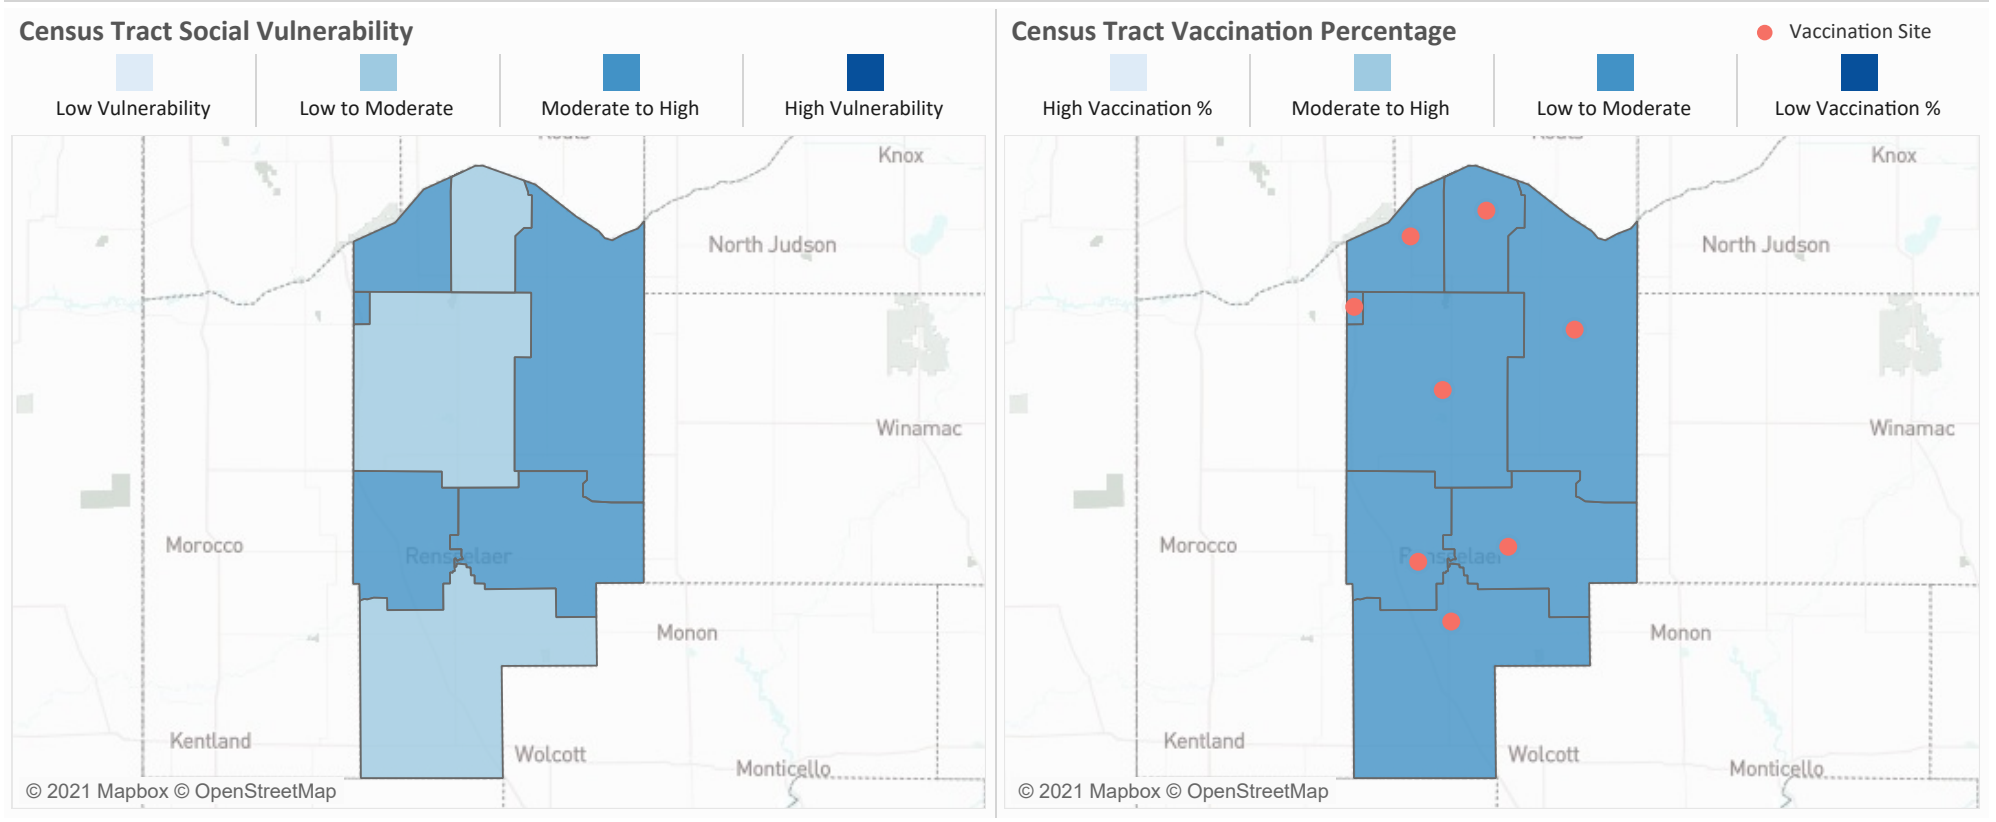 Census Tract Social Vulnerability
Low Vulnerability
Low to Moderate
Moderate to High
High Vulnerability
Knox
North Judson
Winamac
Morocco
Rensselaer
Monon
Kentland
Wolcott
Monticello
© 2021 Mapbox © OpenStreetMap
Census Tract Vaccination Percentage
Vaccination Site
High Vaccination %
Moderate to High
Low to Moderate
Low Vaccination %
Knox
North Judson
Winamac
Morocco
Rensselaer
Monon
Kentland
Wolcott
Monticello
© 2021 Mapbox © OpenStreetMap